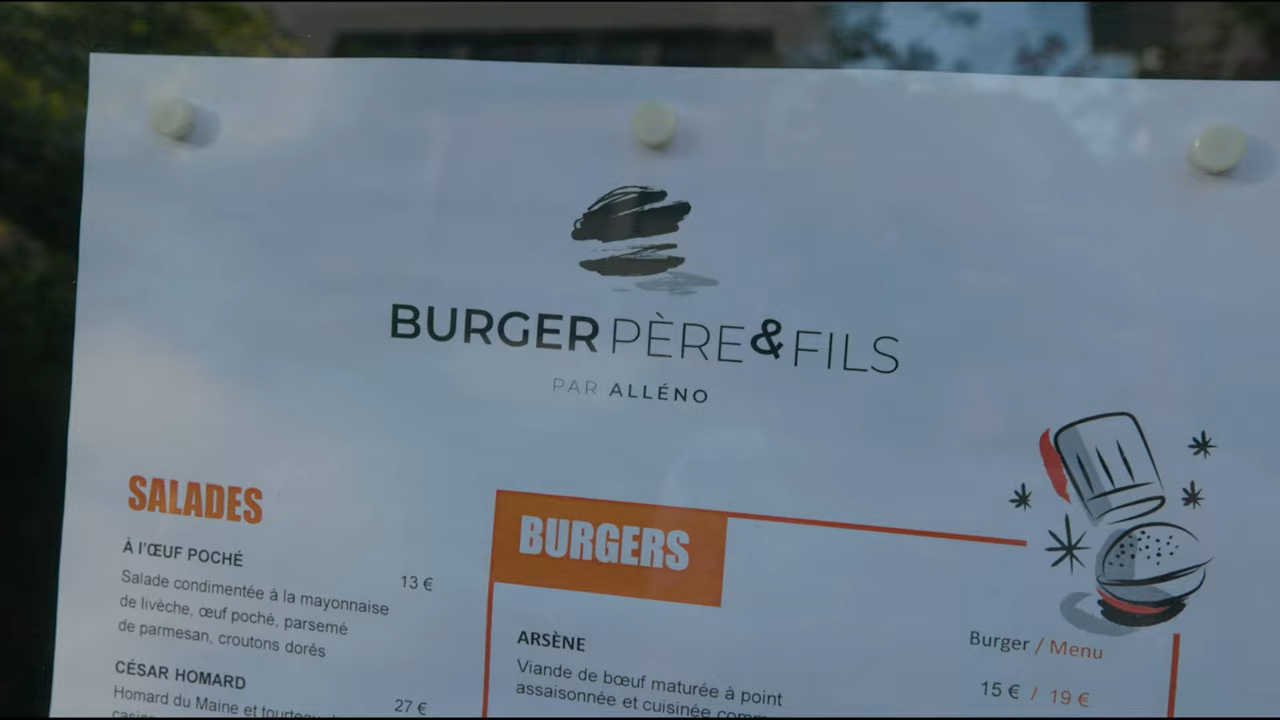 BURGER PÈRE & FILS
PAR ALLÉNO
SALADES
À l'ŒUF POCHÉ
13 €
Salade condimentée à la mayonnaise
de livèche, œuf poché, parsemé
de parmesan, croutons dorés
CÉSAR HOMARD
27 €
Homard du Maine et
BURGERS
Burger / Menu
ARSÈNE
15 € / 19 €
Viande de bœuf maturée à point
assaisonnée et cuisinée